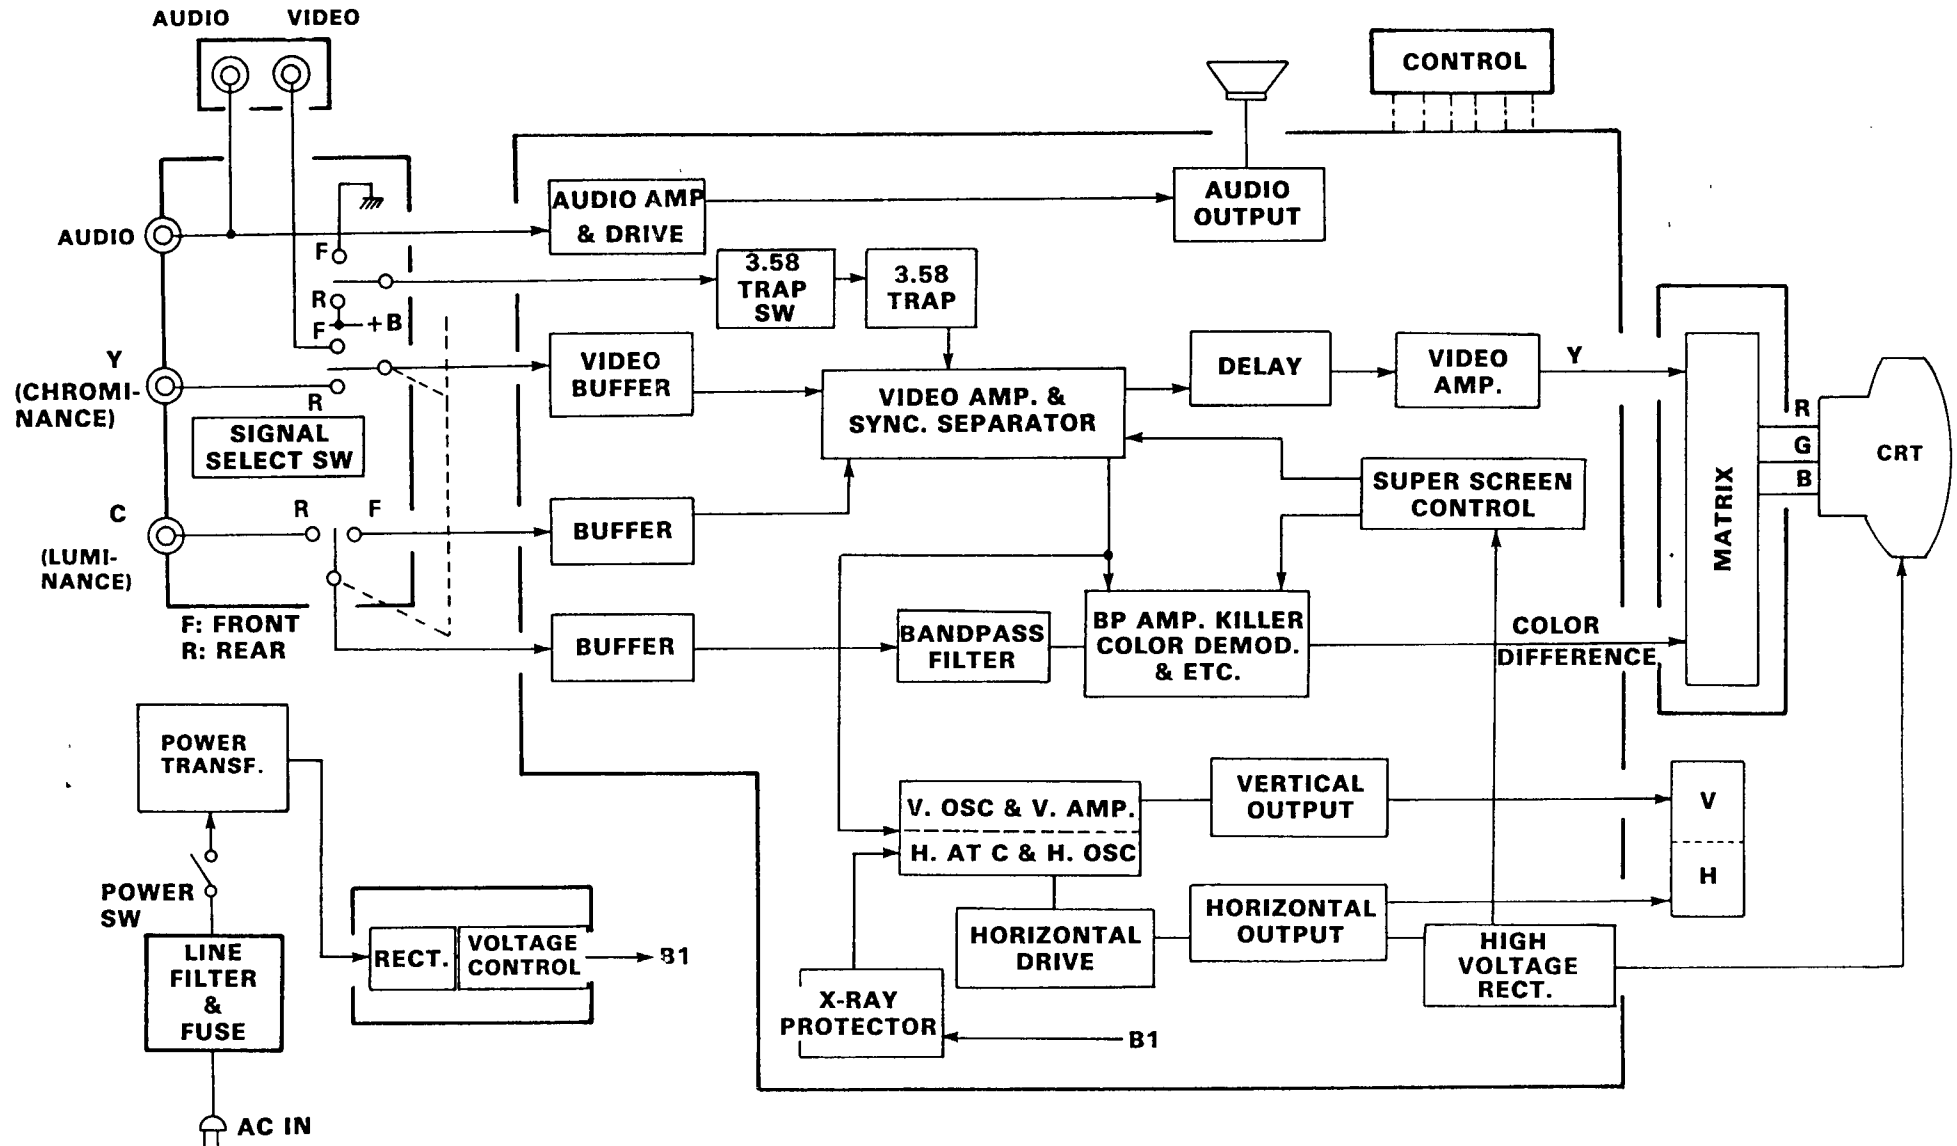 AUDIO VIDEO
CONTROL
AUDIO
AUDIO AMP
& DRIVE
AUDIO
OUTPUT
F
R
F
+B
3.58
TRAP
SW
3.58
TRAP
Y
(CHROMI-
NANCE)
R
VIDEO
BUFFER
VIDEO AMP. &
SYNC. SEPARATOR
DELAY
VIDEO
AMP.
Y
SIGNAL
SELECT SW
MATRIX
R
G
B
CRT
C
(LUMI-
NANCE)
R
F
BUFFER
SUPER SCREEN
CONTROL
F: FRONT
R: REAR
BUFFER
BANDPASS
FILTER
BP AMP. KILLER
COLOR DEMOD.
& ETC.
COLOR
DIFFERENCE
POWER
TRANSF.
V. OSC & V. AMP.
H. AT C & H. OSC
VERTICAL
OUTPUT
V
H
POWER
SW
LINE
FILTER
&
FUSE
AC IN
RECT.
VOLTAGE
CONTROL
B1
HORIZONTAL
DRIVE
HORIZONTAL
OUTPUT
HIGH
VOLTAGE
RECT.
X-RAY
PROTECTOR
B1